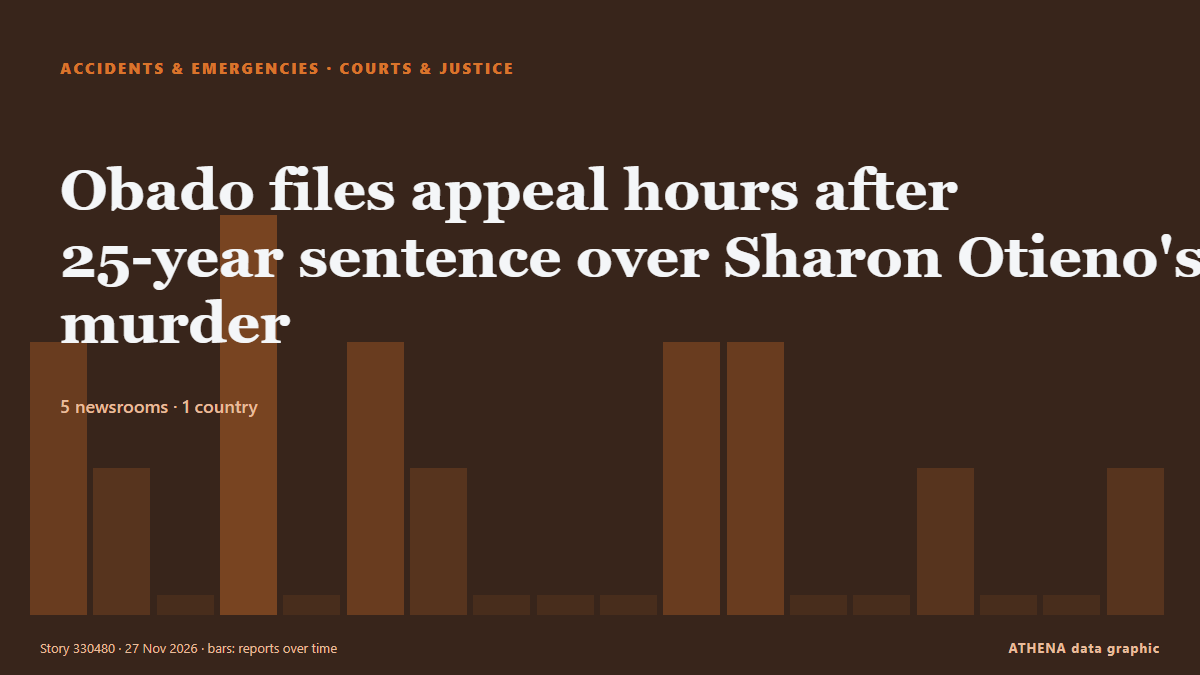 ACCIDENTS & EMERGENCIES · COURTS & JUSTICE
Obado files appeal hours after
25-year sentence over Sharon Otieno's
murder
5 newsrooms · 1 country
Story 330480 · 27 Nov 2026 · bars: reports over time
ATHENA data graphic